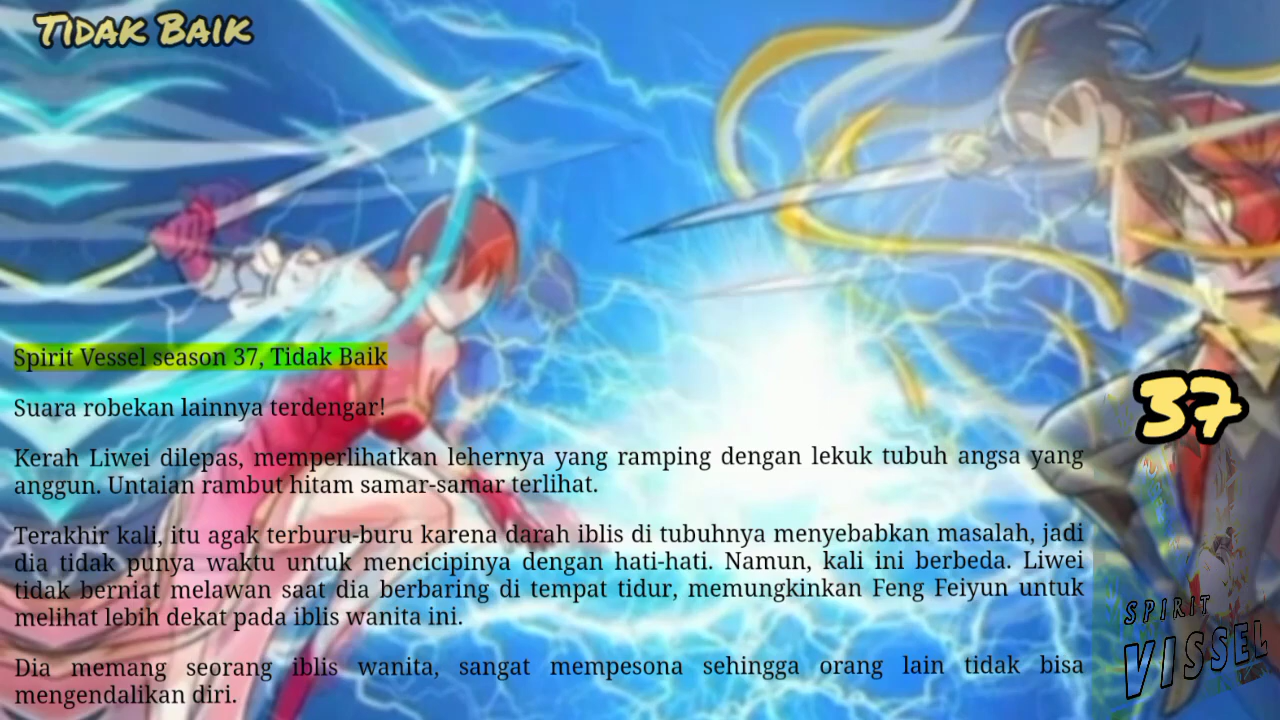 Tidak Baik
Spirit Vessel season 37, Tidak Baik
Suara robekan lainnya terdengar!
Kerah Liwei dilepas, memperlihatkan lehernya yang ramping dengan lekuk tubuh angsa yang
anggun. Untaian rambut hitam samar-samar terlihat.
Terakhir kali, itu agak terburu-buru karena darah iblis di tubuhnya menyebabkan masalah, jadi
dia tidak punya waktu untuk mencicipinya dengan hati-hati. Namun, kali ini berbeda. Liwei
tidak berniat melawan saat dia berbaring di tempat tidur, memungkinkan Feng Feiyun untuk
melihat lebih dekat pada iblis wanita ini.
Dia memang seorang iblis wanita, sangat mempesona sehingga orang lain tidak bisa
mengendalikan diri.
37
SPIRIT
VISSEL